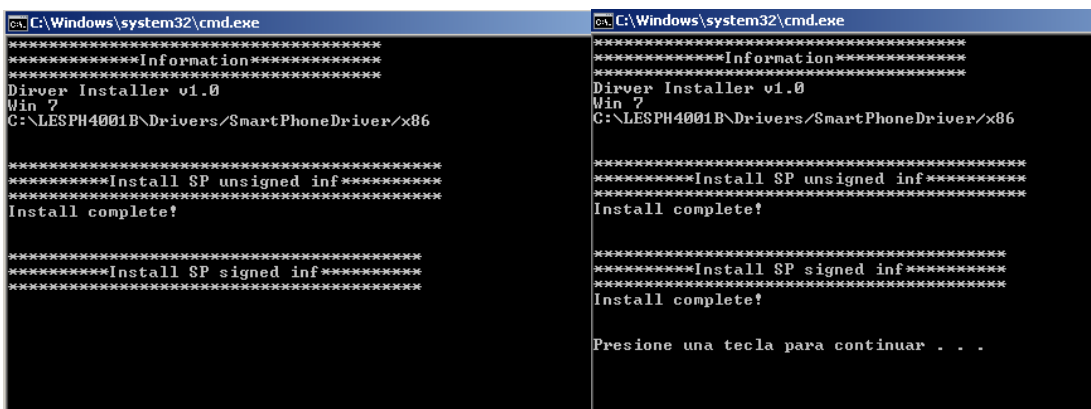 C:\Windows\system32\cmd.exe
*************************************
*************Information*************
*************************************
Dirver Installer v1.0
Win 7
C:\LESPH4001B\Drivers/SmartPhoneDriver/x86
*******************************************
**********Install SP unsigned inf**********
*******************************************
Install complete!
*****************************************
**********Install SP signed inf**********
*****************************************
C:\Windows\system32\cmd.exe
*************************************
*************Information*************
*************************************
Dirver Installer v1.0
Win 7
C:\LESPH4001B\Drivers/SmartPhoneDriver/x86
*******************************************
**********Install SP unsigned inf**********
*******************************************
Install complete!
*****************************************
**********Install SP signed inf**********
*****************************************
Install complete!
Presione una tecla para continuar . . .